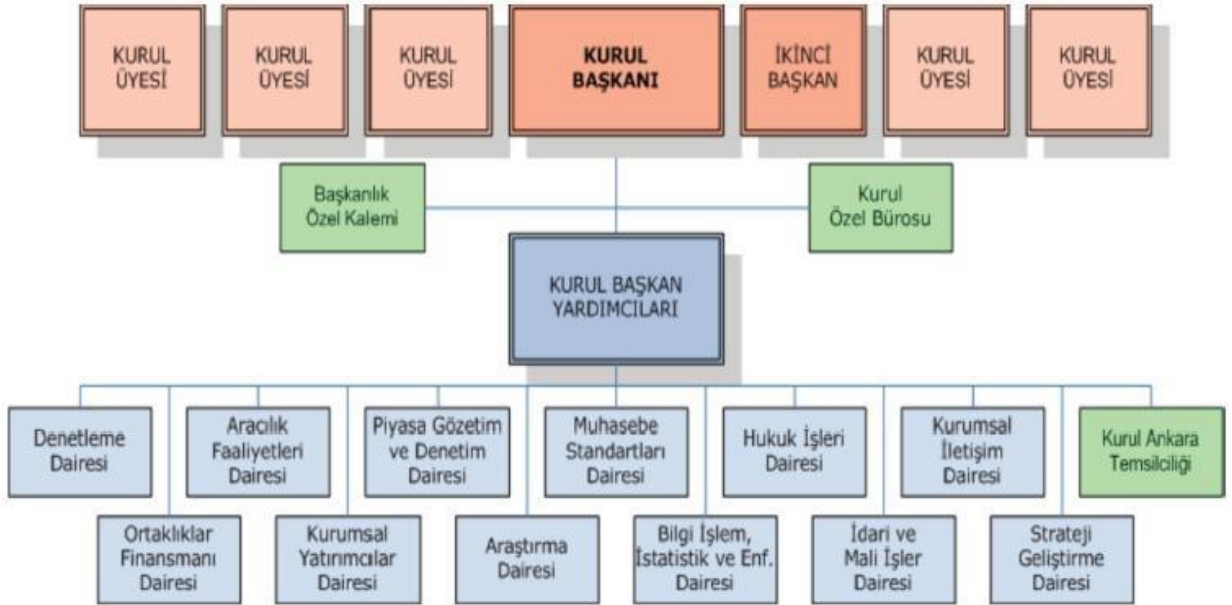 KURUL
ÜYESİ
KURUL
ÜYESİ
KURUL
ÜYESİ
KURUL
BAŞKANI
İKİNCİ
BAŞKAN
KURUL
ÜYESİ
KURUL
ÜYESİ
Başkanlık
Özel Kalemi
Kurul
Özel Bürosu
KURUL BAŞKAN
YARDIMCILARI
Denetleme
Dairesi
Aracılık
Faaliyetleri
Dairesi
Piyasa Gözetim
ve Denetim
Dairesi
Muhasebe
Standartları
Dairesi
Hukuk İşleri
Dairesi
Kurumsal
İletişim
Dairesi
Kurul Ankara
Temsilciliği
Ortaklıklar
Finansmanı
Dairesi
Kurumsal
Yatırımcılar
Dairesi
Araştırma
Dairesi
Bilgi İşlem,
İstatistik ve Enf.
Dairesi
İdari ve
Mali İşler
Dairesi
Strateji
Geliştirme
Dairesi